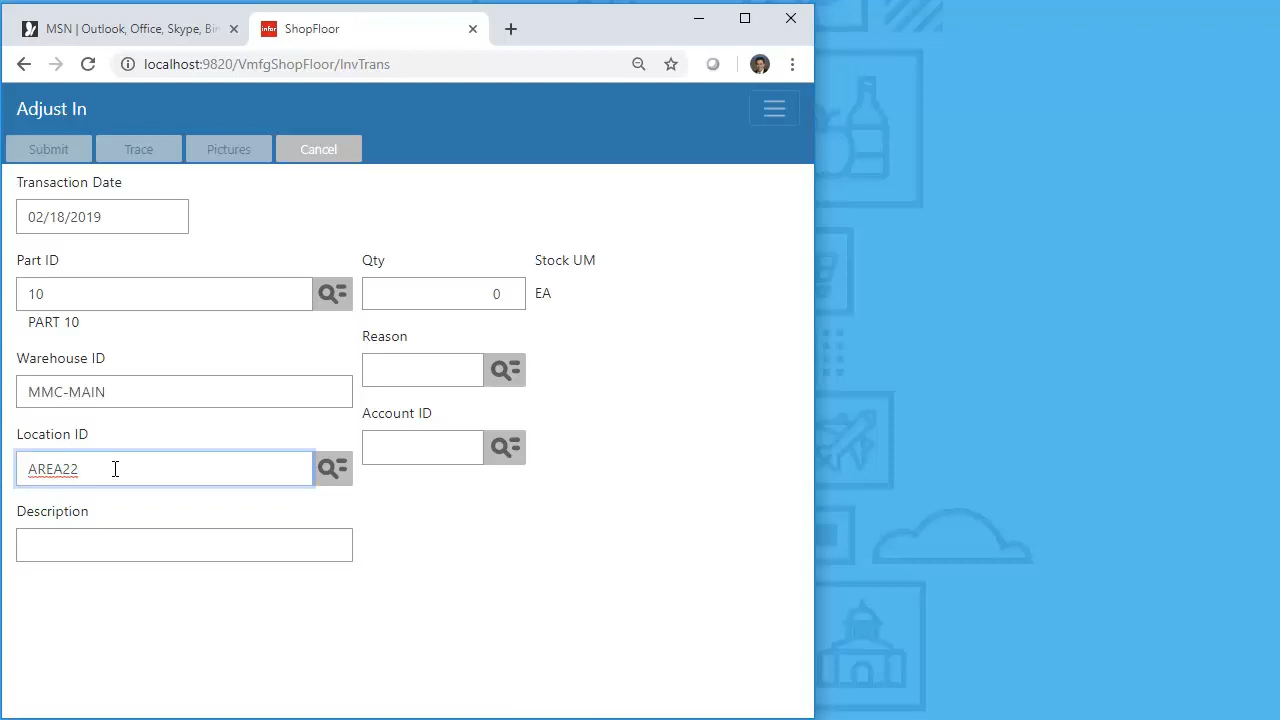 MSN | Outlook, Office, Skype, Bin
infor ShopFloor
localhost:9820/VmfgShopFloor/InvTrans
Adjust In
Submit Trace Pictures Cancel
Transaction Date
02/18/2019
Part ID Qty Stock UM
10 0 EA
PART 10
Reason
Warehouse ID
MMC-MAIN
Account ID
Location ID
AREA22
Description